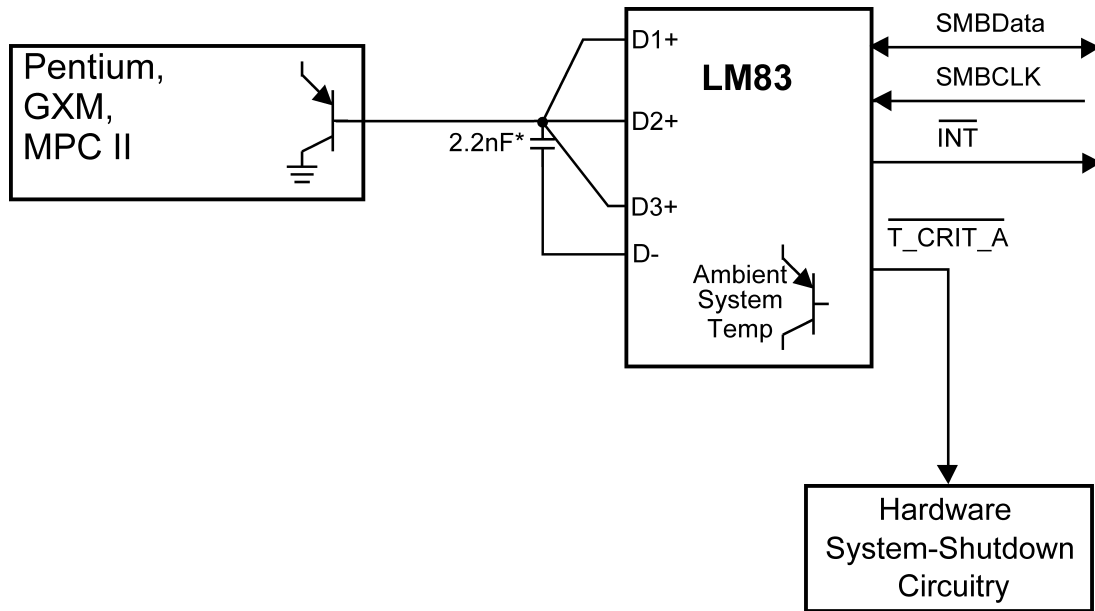 Pentium,
GXM,
MPC II
2.2nF*
D1+
D2+
D3+
D-
LM83
Ambient
System
Temp
SMBData
SMBCLK
INT
T_CRIT_A
Hardware
System-Shutdown
Circuitry